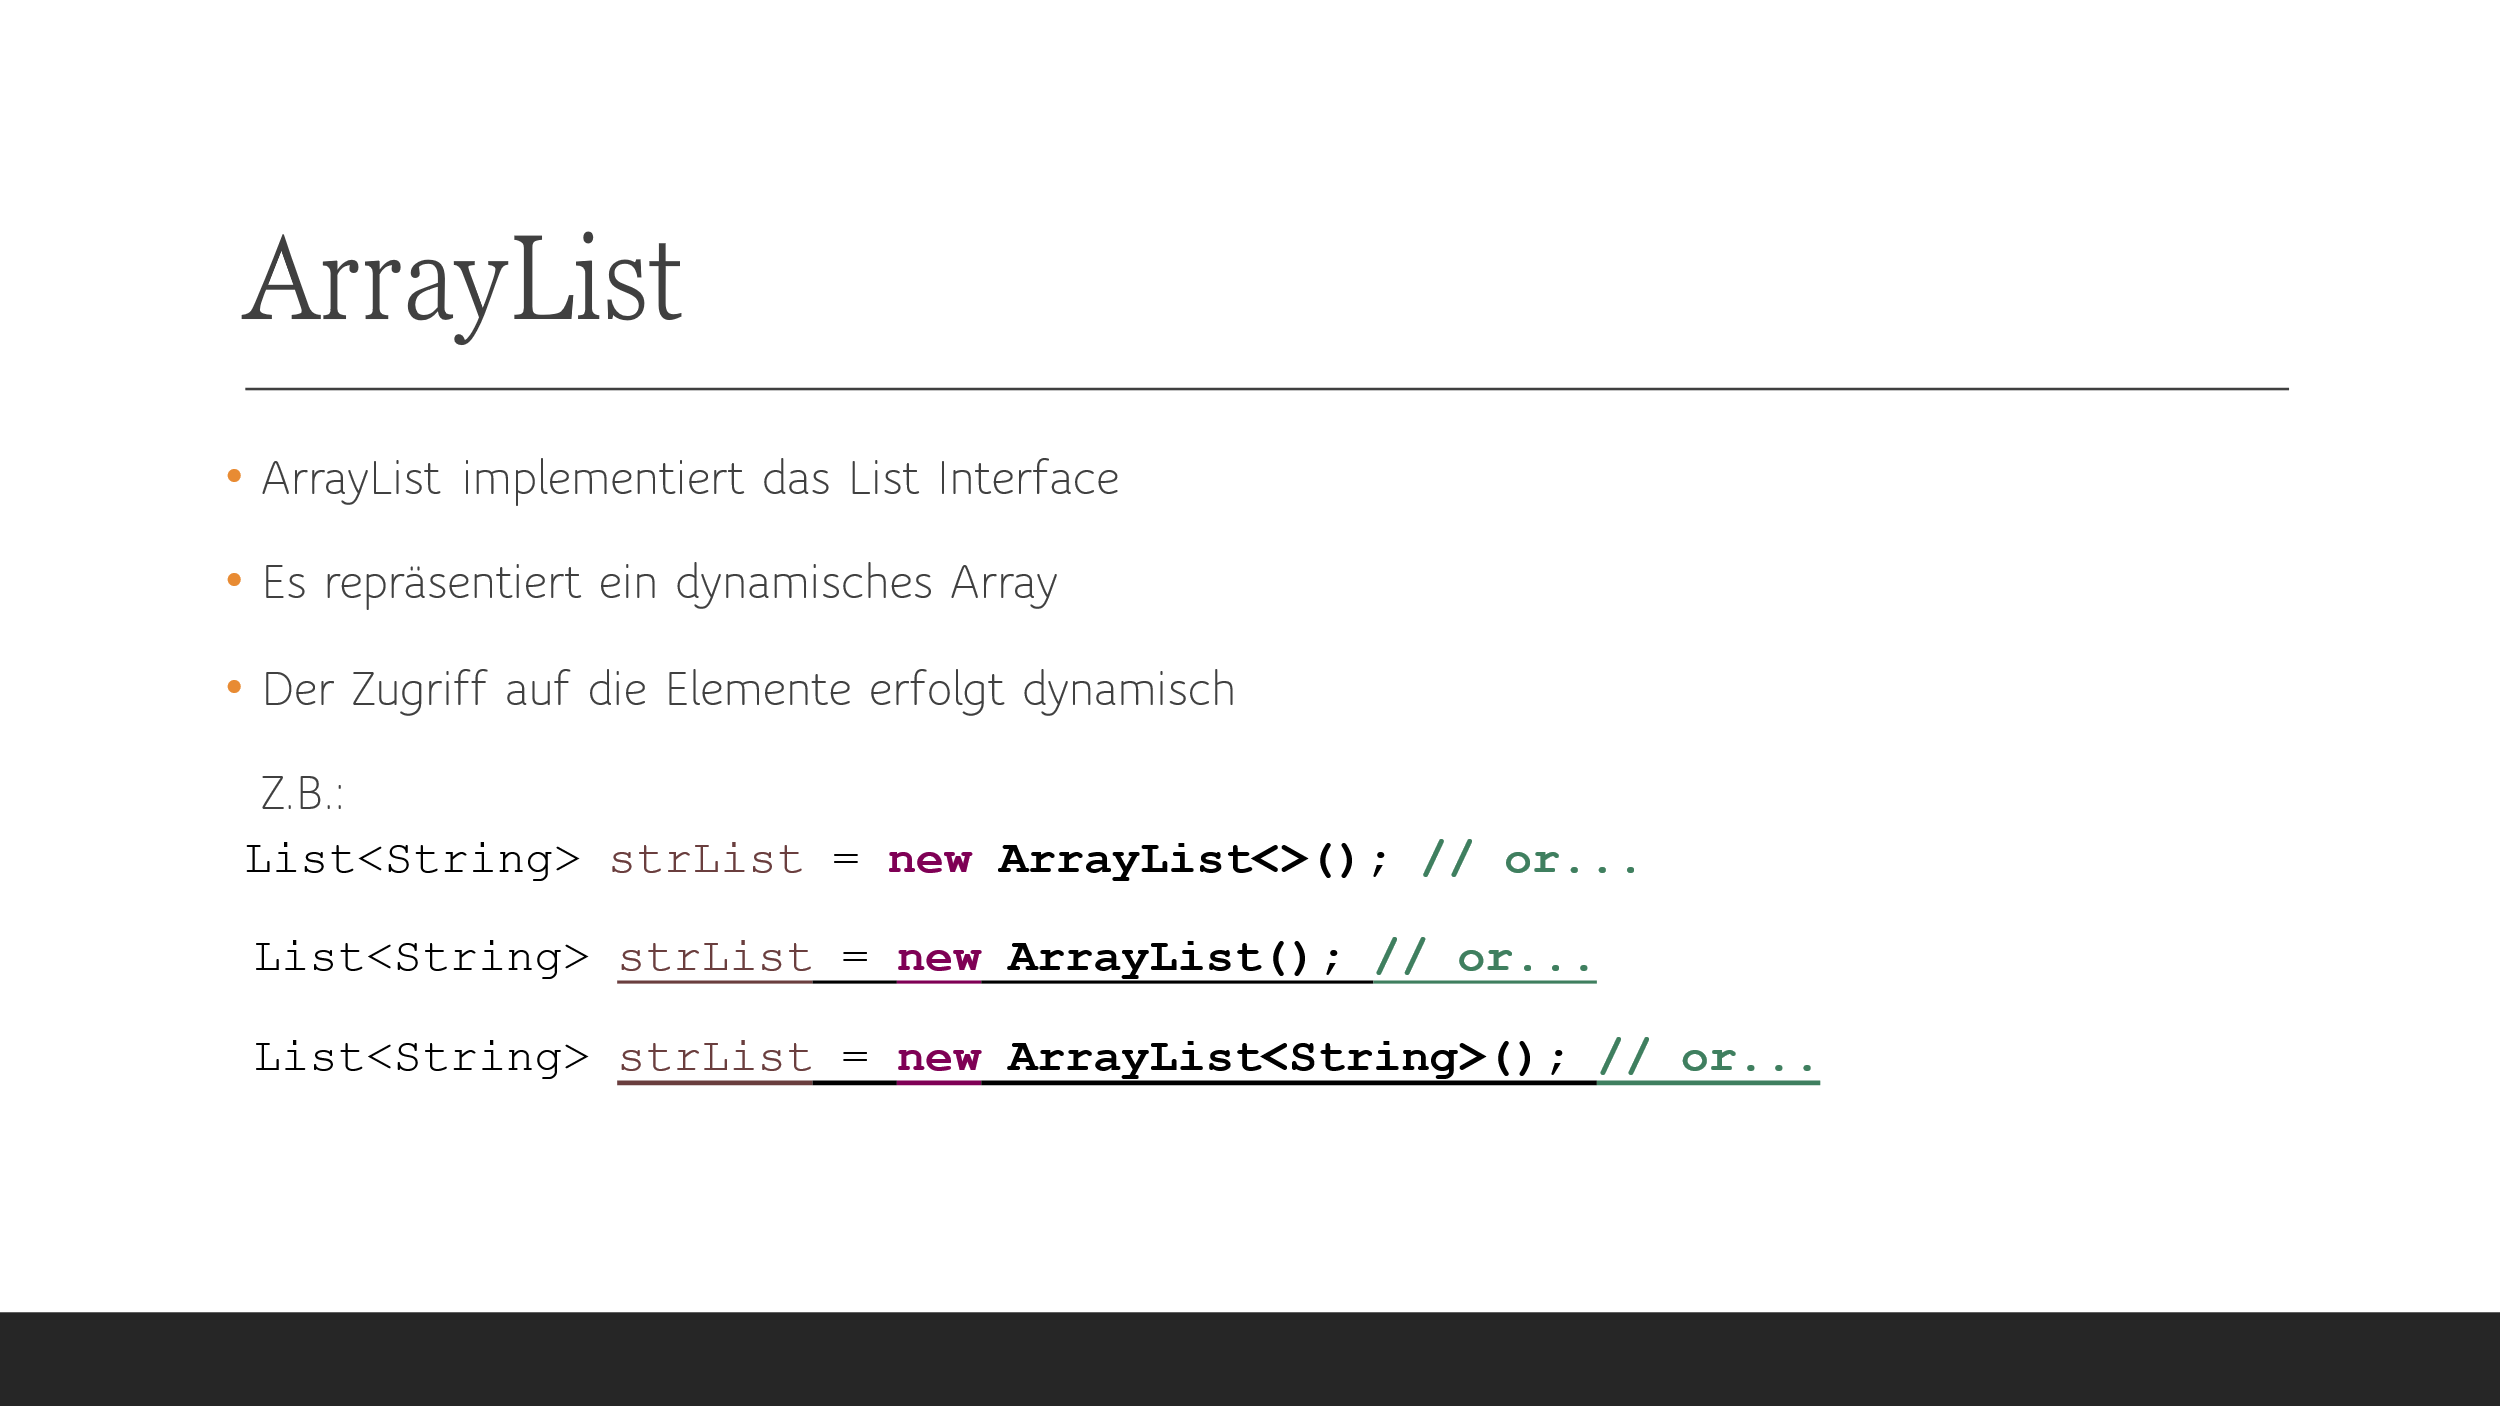 ArrayList
• ArrayList implementiert das List Interface
• Es repräsentiert ein dynamisches Array
• Der Zugriff auf die Elemente erfolgt dynamisch
Z.B.:
List<String> strList = new ArrayList<>(); // or...
List<String> strList = new ArrayList(); // or...
List<String> strList = new ArrayList<String>(); // or...